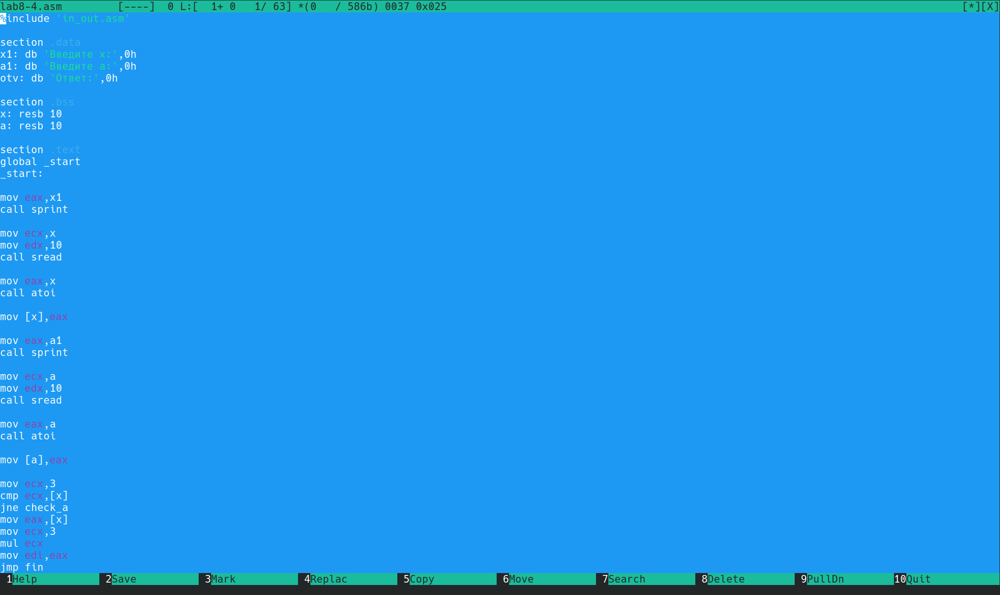 lab8-4.asm         [----]  0 L:[  1+ 0   1/ 63] *(0   / 586b) 0037 0x025 [*][X]
%include 'in_out.asm'

section .data
x1: db 'Введите x:',0h
a1: db 'Введите a:',0h
otv: db 'Ответ:',0h

section .bss
x: resb 10
a: resb 10

section .text
global _start
_start:

mov eax,x1
call sprint

mov ecx,x
mov edx,10
call sread

mov eax,x
call atoi

mov [x],eax

mov eax,a1
call sprint

mov ecx,a
mov edx,10
call sread

mov eax,a
call atoi

mov [a],eax

mov ecx,3
cmp ecx,[x]
jne check_a
mov eax,[x]
mov ecx,3
mul ecx
mov edi,eax
jmp fin
1Help 2Save 3Mark 4Replac 5Copy 6Move 7Search 8Delete 9PullDn 10Quit